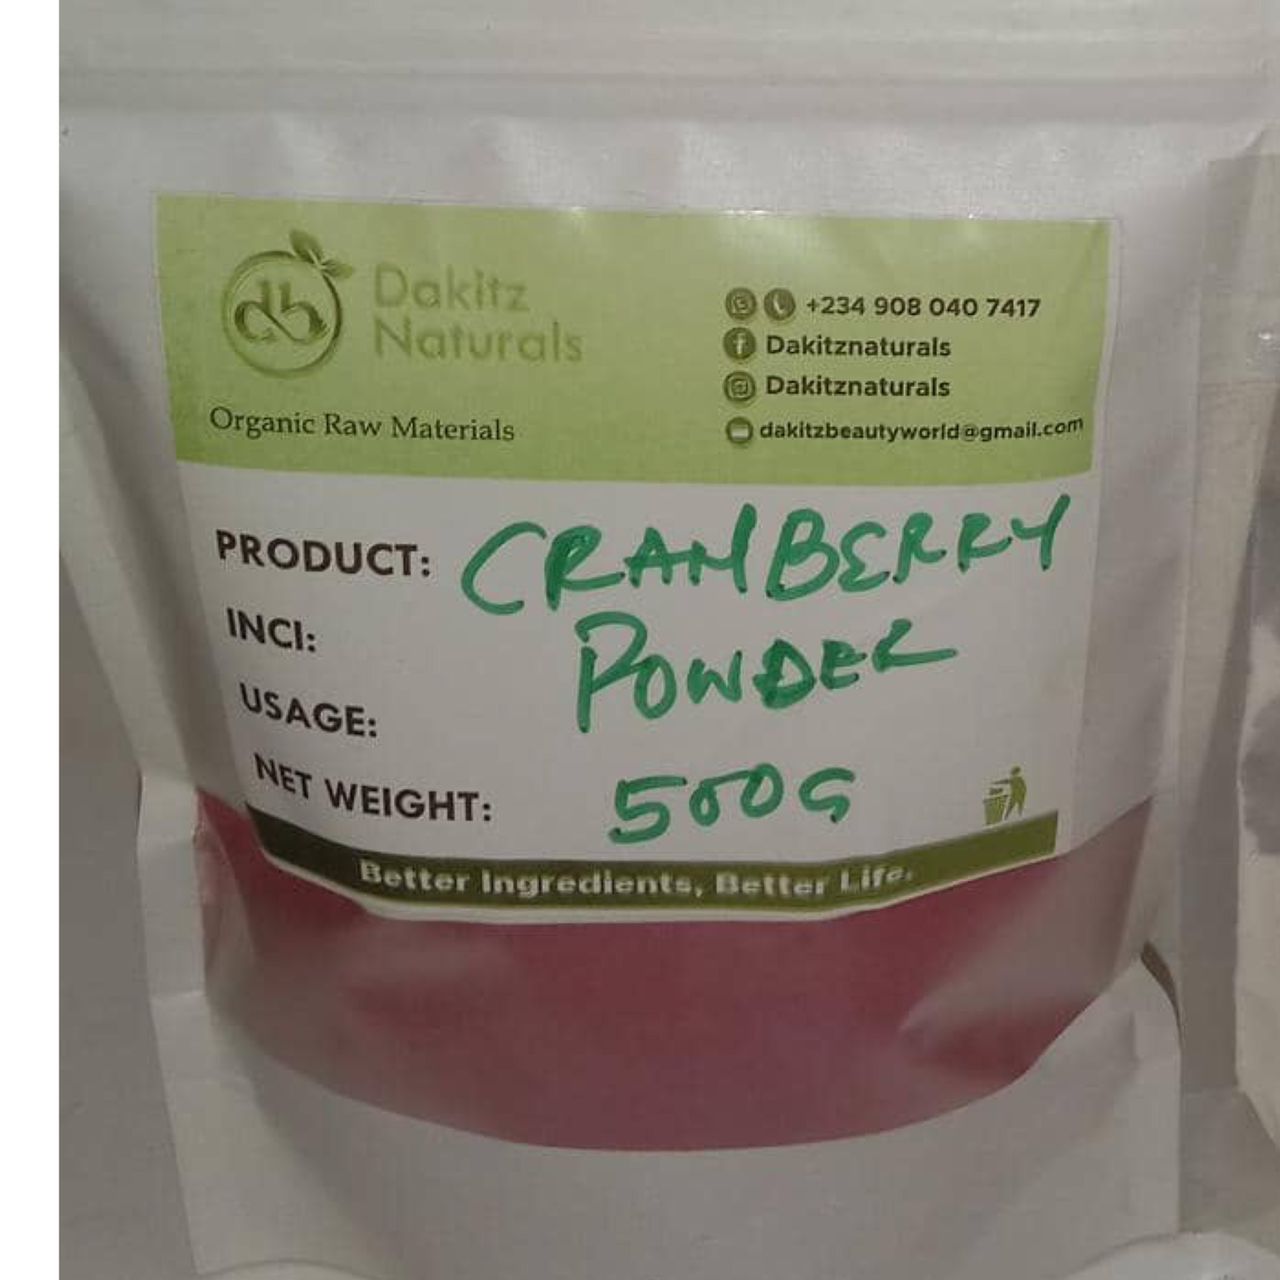 Dakitz
Naturals
Organic Raw Materials
+234 908 040 7417
Dakitznaturals
Dakitznaturals
dakitzbeautyworld@gmail.com
PRODUCT: CRANBERRY
POWDER
INCI:
USAGE:
NET WEIGHT: 500G
Better Ingredients, Better Life.